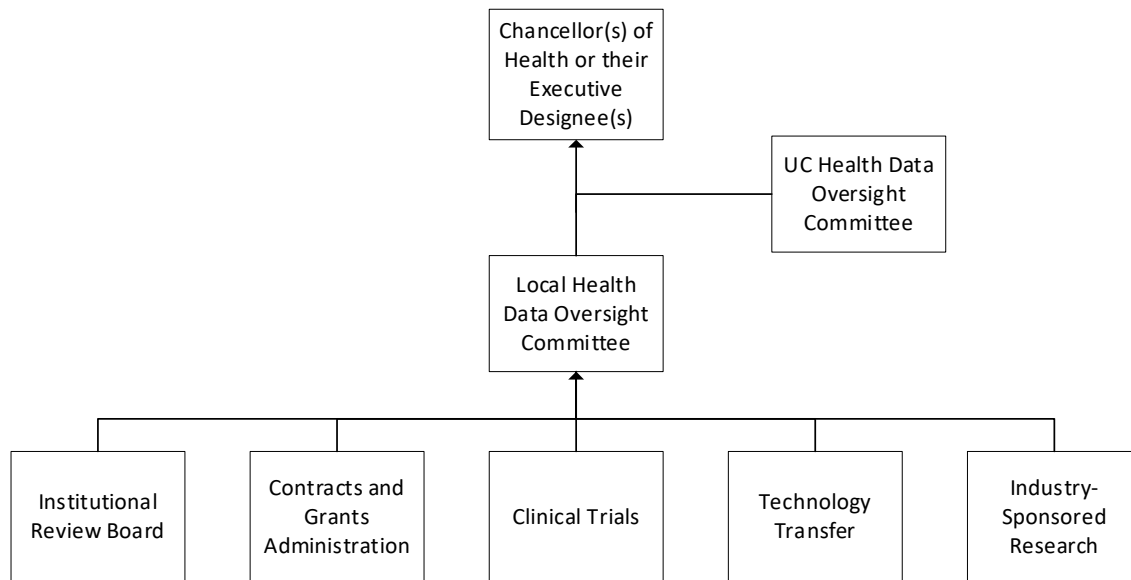 Chancellor(s) of
Health or their
Executive
Designee(s)
UC Health Data
Oversight
Committee
Local Health
Data Oversight
Committee
Institutional
Review Board
Contracts and
Grants
Administration
Clinical Trials
Technology
Transfer
Industry-
Sponsored
Research